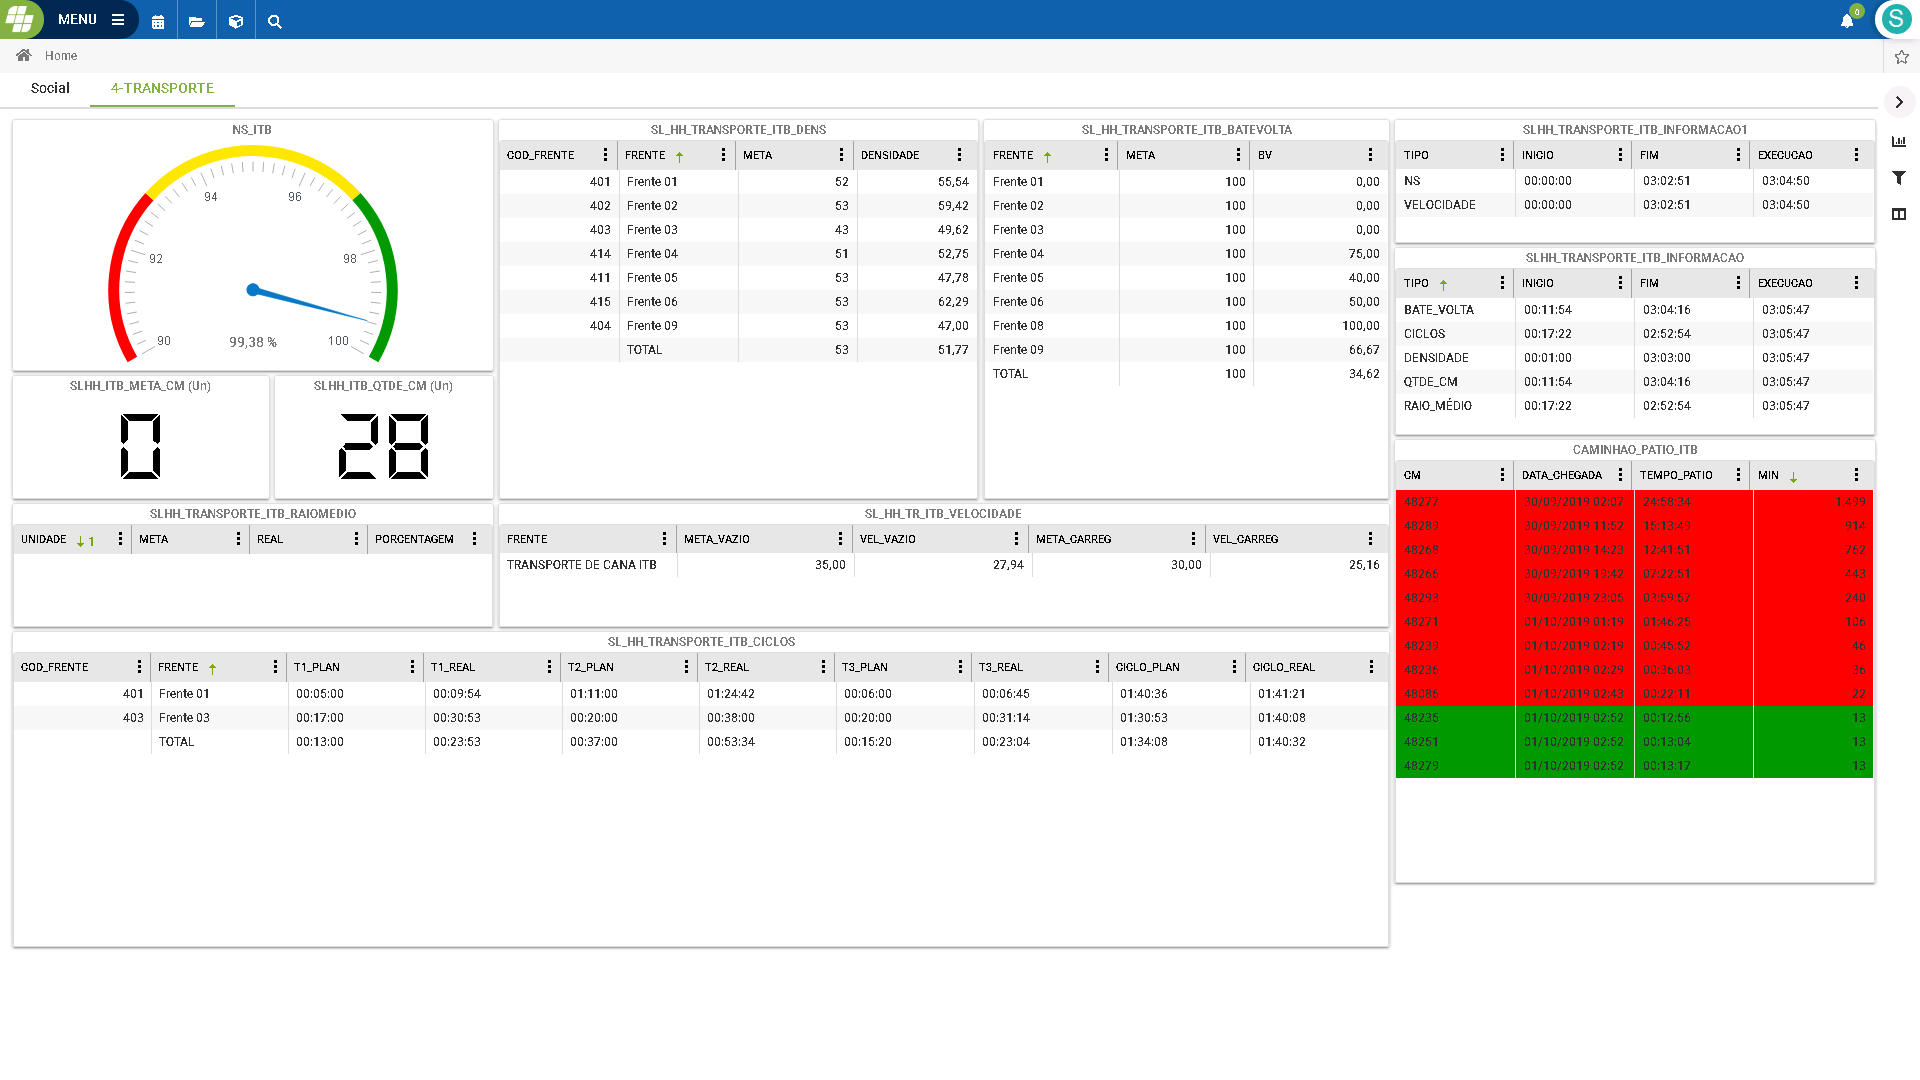 MENU
0
S
Home
Social
4-TRANSPORTE
NS_ITB
94
96
92
98
90
99,38 %
100
SLHH_ITB_META_CM (Un)
0
SLHH_ITB_QTDE_CM (Un)
28
SL_HH_TRANSPORTE_ITB_DENS
COD_FRENTE FRENTE META DENSIDADE
401 Frente 01 52 55,54
402 Frente 02 53 59,42
403 Frente 03 43 49,62
414 Frente 04 51 52,75
411 Frente 05 53 47,78
415 Frente 06 53 62,29
404 Frente 09 53 47,00
TOTAL 53 51,77
SL_HH_TRANSPORTE_ITB_BATEVOLTA
FRENTE META BV
Frente 01 100 0,00
Frente 02 100 0,00
Frente 03 100 0,00
Frente 04 100 75,00
Frente 05 100 40,00
Frente 06 100 50,00
Frente 08 100 100,00
Frente 09 100 66,67
TOTAL 100 34,62
SLHH_TRANSPORTE_ITB_INFORMACAO1
TIPO INICIO FIM EXECUCAO
NS 00:00:00 03:02:51 03:04:50
VELOCIDADE 00:00:00 03:02:51 03:04:50
SLHH_TRANSPORTE_ITB_INFORMACAO
TIPO INICIO FIM EXECUCAO
BATE_VOLTA 00:11:54 03:04:16 03:05:47
CICLOS 00:17:22 02:52:54 03:05:47
DENSIDADE 00:01:00 03:03:00 03:05:47
QTDE_CM 00:11:54 03:04:16 03:05:47
RAIO_MÉDIO 00:17:22 02:52:54 03:05:47
CAMINHAO_PATIO_ITB
CM DATA_CHEGADA TEMPO_PATIO MIN
48277 30/09/2019 02:07 24:58:34 1.499
48289 30/09/2019 11:52 15:13:43 914
48268 30/09/2019 14:23 12:41:51 762
48266 30/09/2019 19:42 07:22:51 443
48293 30/09/2019 23:05 03:59:57 240
48271 01/10/2019 01:19 01:46:25 106
48239 01/10/2019 02:19 00:45:52 46
48236 01/10/2019 02:29 00:36:03 36
48086 01/10/2019 02:43 00:22:11 22
48235 01/10/2019 02:52 00:12:56 13
48251 01/10/2019 02:52 00:13:04 13
48279 01/10/2019 02:52 00:13:17 13
SLHH_TRANSPORTE_ITB_RAIOMEDIO
UNIDADE 1 META REAL PORCENTAGEM
SL_HH_TR_ITB_VELOCIDADE
FRENTE META_VAZIO VEL_VAZIO META_CARREG VEL_CARREG
TRANSPORTE DE CANA ITB 35,00 27,94 30,00 25,16
SL_HH_TRANSPORTE_ITB_CICLOS
COD_FRENTE FRENTE T1_PLAN T1_REAL T2_PLAN T2_REAL T3_PLAN T3_REAL CICLO_PLAN CICLO_REAL
401 Frente 01 00:05:00 00:09:54 01:11:00 01:24:42 00:06:00 00:06:45 01:40:36 01:41:21
403 Frente 03 00:17:00 00:30:53 00:20:00 00:38:00 00:20:00 00:31:14 01:30:53 01:40:08
TOTAL 00:13:00 00:23:53 00:37:00 00:53:34 00:15:20 00:23:04 01:34:08 01:40:32